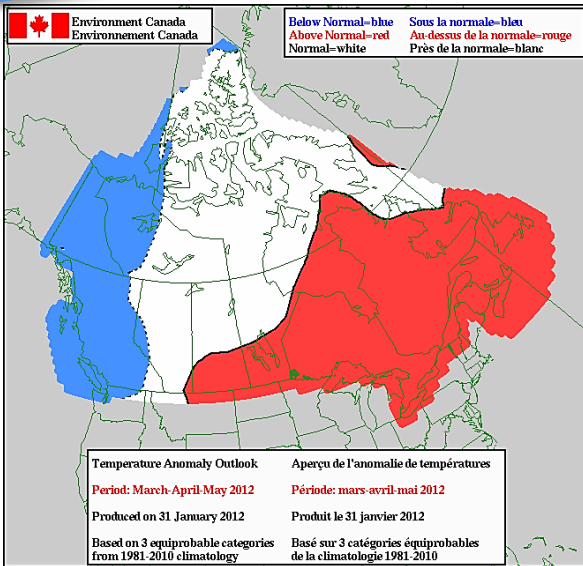 Environment Canada
Environnement Canada
Below Normal=blue Sous la normale=bleu
Above Normal=red Au-dessus de la normale=rouge
Normal=white Près de la normale=blanc
Temperature Anomaly Outlook Aperçu de l'anomalie de températures
Period: March-April-May 2012 Période: mars-avril-mai 2012
Produced on 31 January 2012 Produit le 31 janvier 2012
Based on 3 equiprobable categories Basé sur 3 catégories équiprobables
from 1981-2010 climatology de la climatologie 1981-2010